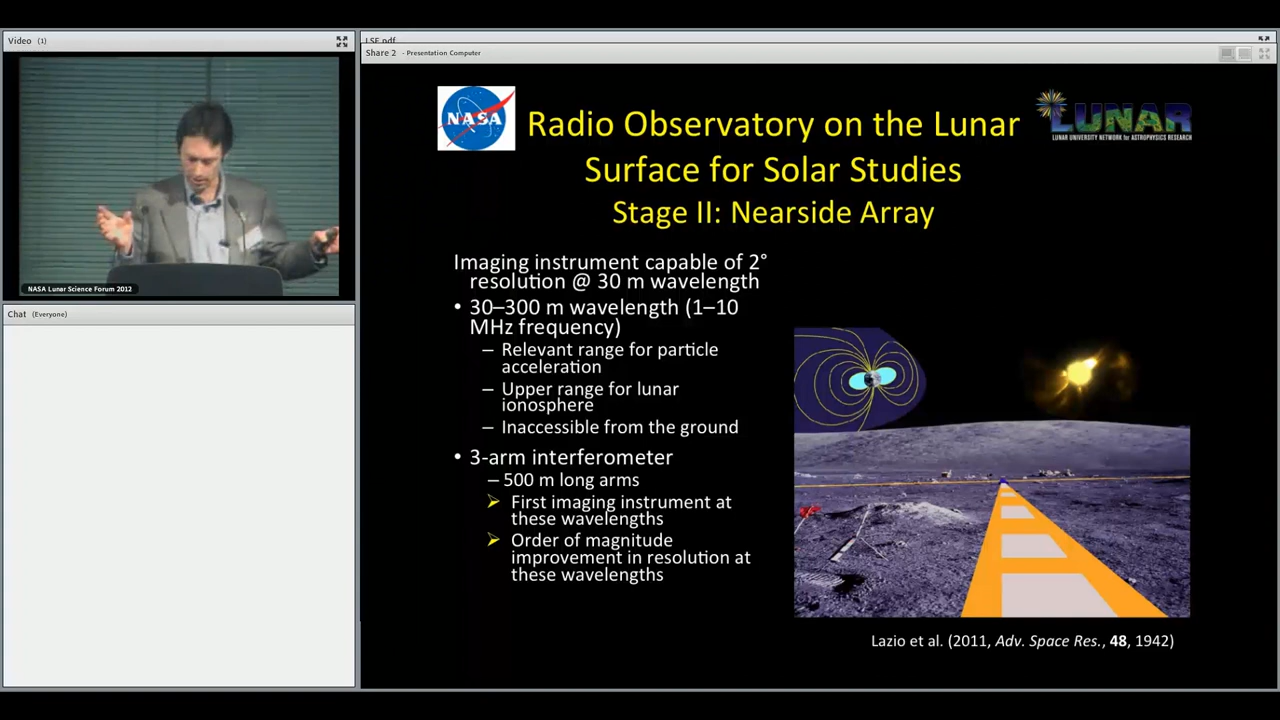 Video (1)
LSF.pdf
Share 2 - Presentation Computer
NASA
Radio Observatory on the Lunar
Surface for Solar Studies
Stage II: Nearside Array
LUNAR
LUNAR UNIVERSITY NETWORK for ASTROPHYSICS RESEARCH
NASA Lunar Science Forum 2012
Chat (Everyone)
Imaging instrument capable of 2°
resolution @ 30 m wavelength
• 30–300 m wavelength (1–10
MHz frequency)
– Relevant range for particle
acceleration
– Upper range for lunar
ionosphere
– Inaccessible from the ground
• 3-arm interferometer
– 500 m long arms
➢ First imaging instrument at
these wavelengths
➢ Order of magnitude
improvement in resolution at
these wavelengths
Lazio et al. (2011, Adv. Space Res., 48, 1942)